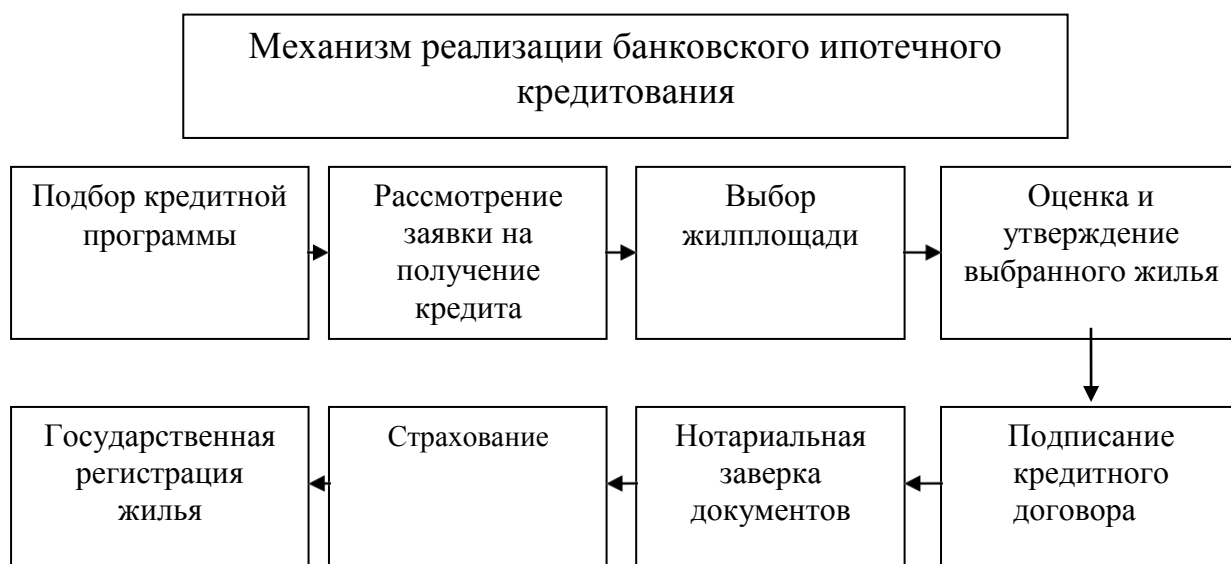 Механизм реализации банковского ипотечного
кредитования
Подбор кредитной
программы
Рассмотрение
заявки на
получение
кредита
Выбор
жилплощади
Оценка и
утверждение
выбранного жилья
Подписание
кредитного
договора
Нотариальная
заверка
документов
Страхование
Государственная
регистрация
жилья